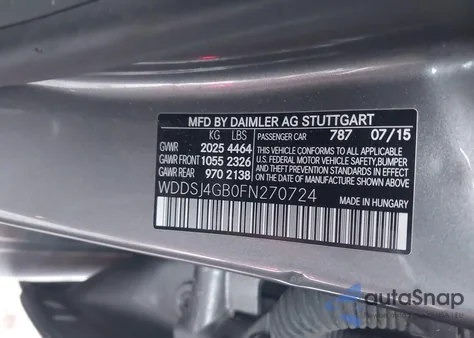 MFD BY DAIMLER AG STUTTGART
KG LBS PASSENGER CAR 787 07/15
GVWR 2025 4464 THIS VEHICLE CONFORMS TO ALL APPLICABLE
GAWR FRONT 1055 2326 U.S. FEDERAL MOTOR VEHICLE SAFETY,BUMPER
GAWR REAR 970 2138 AND THEFT PREVENTION STANDARDS IN EFFECT
ON THE DATE OF MANUFACTURE SHOWN ABOVE.
WDDSJ4GB0FN270724
MADE IN HUNGARY
autoSnap